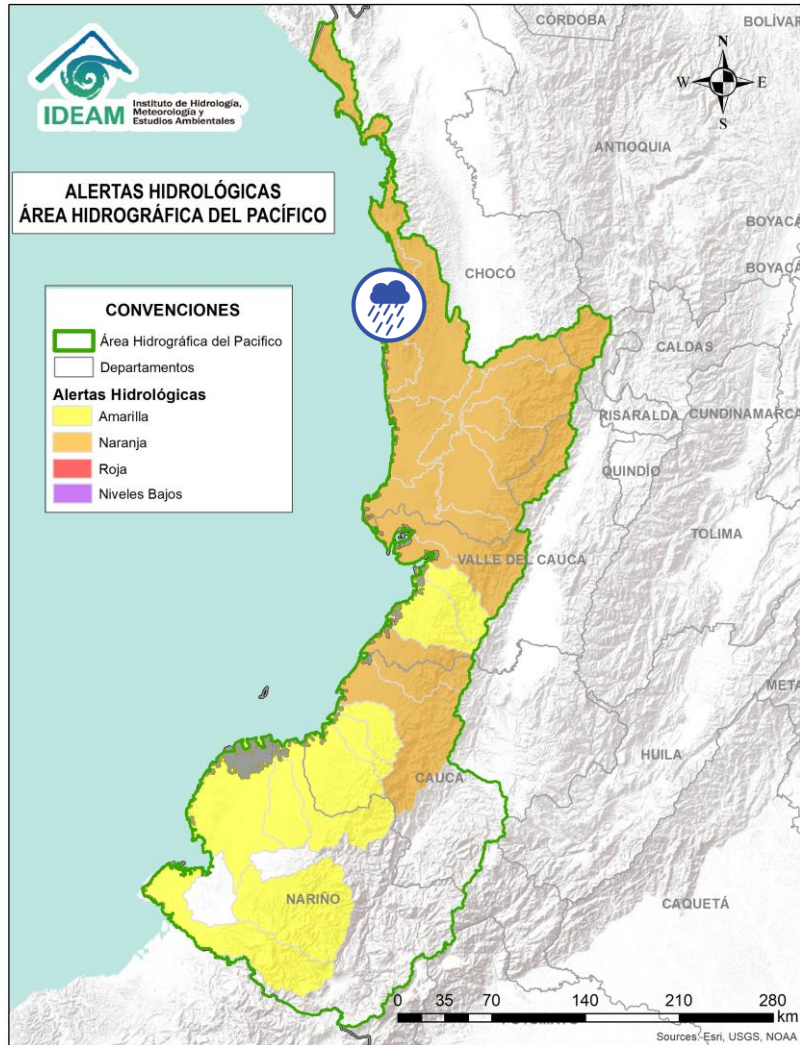 CÓRDOBA
BOLÍVAR
N
W
E
S
IDEAM
Instituto de Hidrología,
Meteorología y
Estudios Ambientales
ANTIOQUIA
ALERTAS HIDROLÓGICAS
ÁREA HIDROGRÁFICA DEL PACÍFICO
BOYACÁ
BOYACÁ
CHOCÓ
CONVENCIONES
Área Hidrográfica del Pacifico
Departamentos
Alertas Hidrológicas
Amarilla
Naranja
Roja
Niveles Bajos
CALDAS
RISARALDA
CUNDINAMARCA
QUINDÍO
TOLIMA
VALLE DEL CAUCA
META
HUILA
CAUCA
NARIÑO
CAQUETÁ
0 35 70 140 210 280
km
Sources: Esri, USGS, NOAA